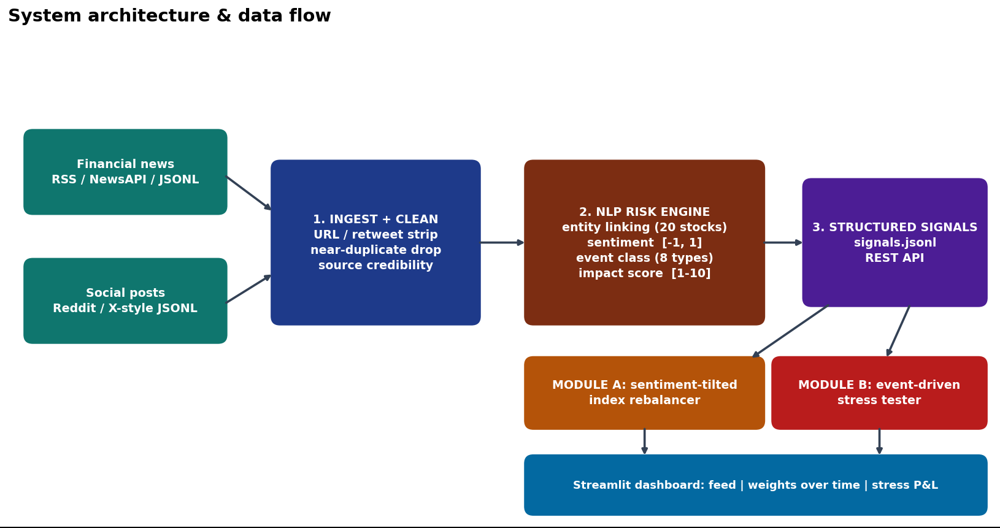 System architecture & data flow
Financial news
RSS / NewsAPI / JSONL
Social posts
Reddit / X-style JSONL
1. INGEST + CLEAN
URL / retweet strip
near-duplicate drop
source credibility
2. NLP RISK ENGINE
entity linking (20 stocks)
sentiment  [-1, 1]
event class (8 types)
impact score  [1-10]
3. STRUCTURED SIGNALS
signals.jsonl
REST API
MODULE A: sentiment-tilted
index rebalancer
MODULE B: event-driven
stress tester
Streamlit dashboard: feed | weights over time | stress P&L